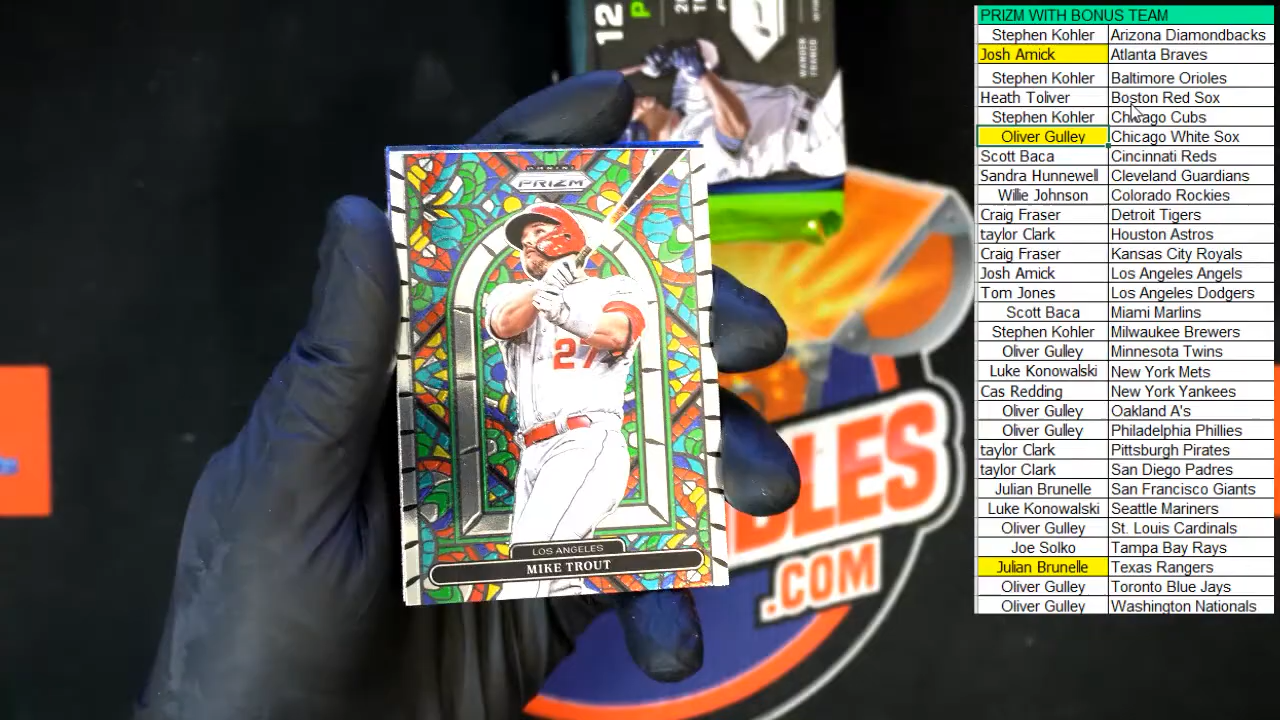 12
P
WANDER
FRANCO
PANINI
PRIZM
27
LOS ANGELES
MIKE TROUT
BLES
.COM
PRIZM WITH BONUS TEAM
Stephen Kohler Arizona Diamondbacks
Josh Amick Atlanta Braves
Stephen Kohler Baltimore Orioles
Heath Toliver Boston Red Sox
Stephen Kohler Chicago Cubs
Oliver Gulley Chicago White Sox
Scott Baca Cincinnati Reds
Sandra Hunnewell Cleveland Guardians
Willie Johnson Colorado Rockies
Craig Fraser Detroit Tigers
taylor Clark Houston Astros
Craig Fraser Kansas City Royals
Josh Amick Los Angeles Angels
Tom Jones Los Angeles Dodgers
Scott Baca Miami Marlins
Stephen Kohler Milwaukee Brewers
Oliver Gulley Minnesota Twins
Luke Konowalski New York Mets
Cas Redding New York Yankees
Oliver Gulley Oakland A's
Oliver Gulley Philadelphia Phillies
taylor Clark Pittsburgh Pirates
taylor Clark San Diego Padres
Julian Brunelle San Francisco Giants
Luke Konowalski Seattle Mariners
Oliver Gulley St. Louis Cardinals
Joe Solko Tampa Bay Rays
Julian Brunelle Texas Rangers
Oliver Gulley Toronto Blue Jays
Oliver Gulley Washington Nationals